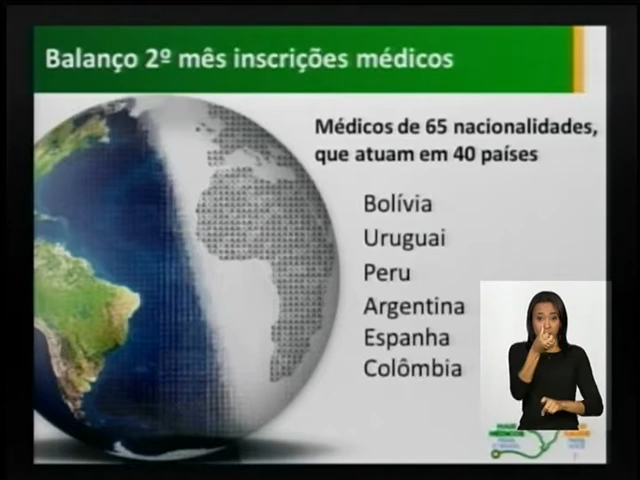 Balanço 2º mês inscrições médicos
Médicos de 65 nacionalidades,
que atuam em 40 países
Bolívia
Uruguai
Peru
Argentina
Espanha
Colômbia